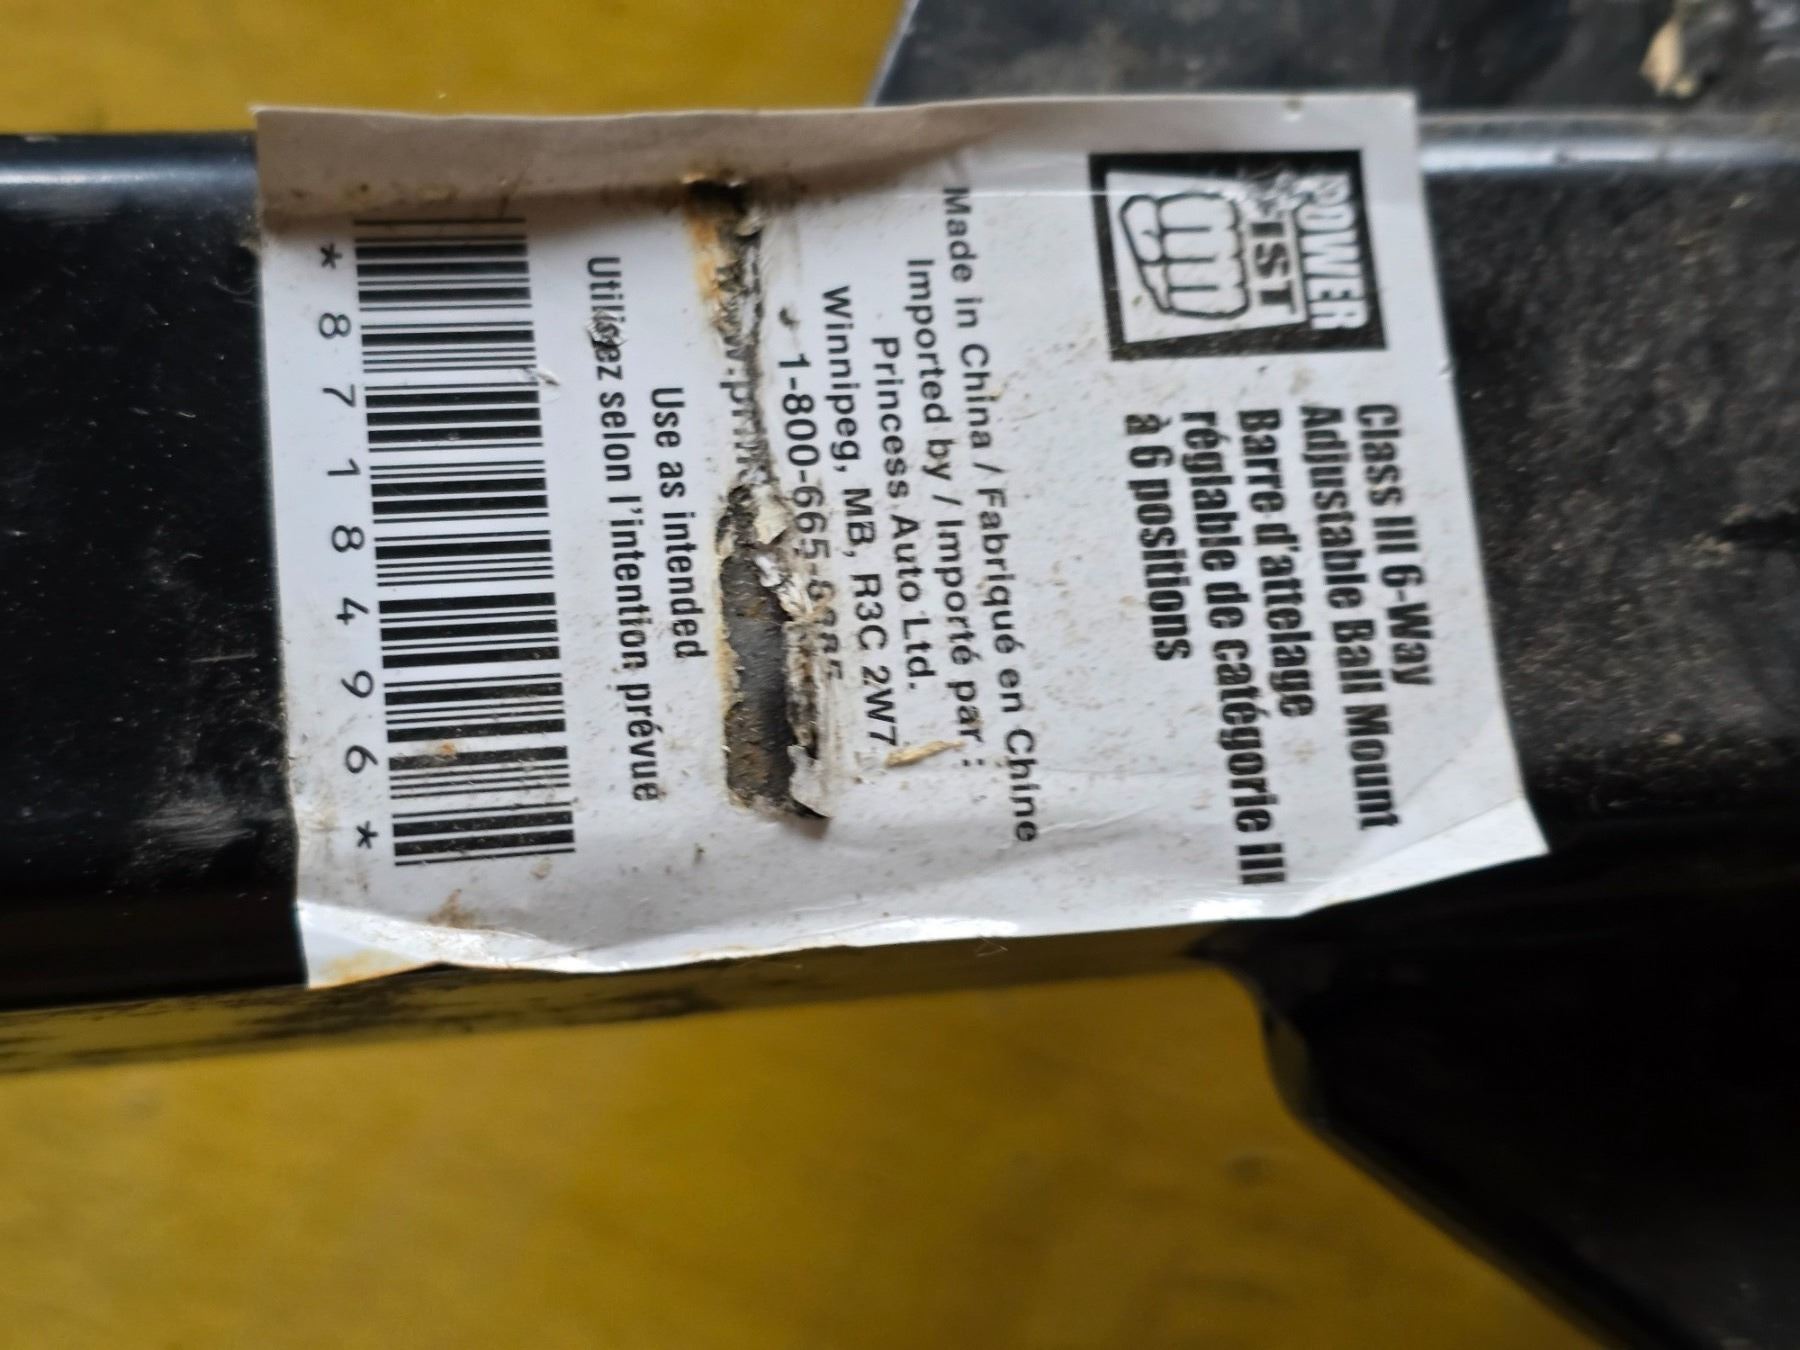 POWER
FIST
Class III 6-Way
Adjustable Ball Mount
Barre d'attelage
réglable de catégorie III
à 6 positions
Made in China / Fabriqué en Chine
Imported by / Importé par :
Princess Auto Ltd.
Winnipeg, MB, R3C 2W7
1-800-665-
Use as intended
Utilisez selon l'intention prévue
*8718496*